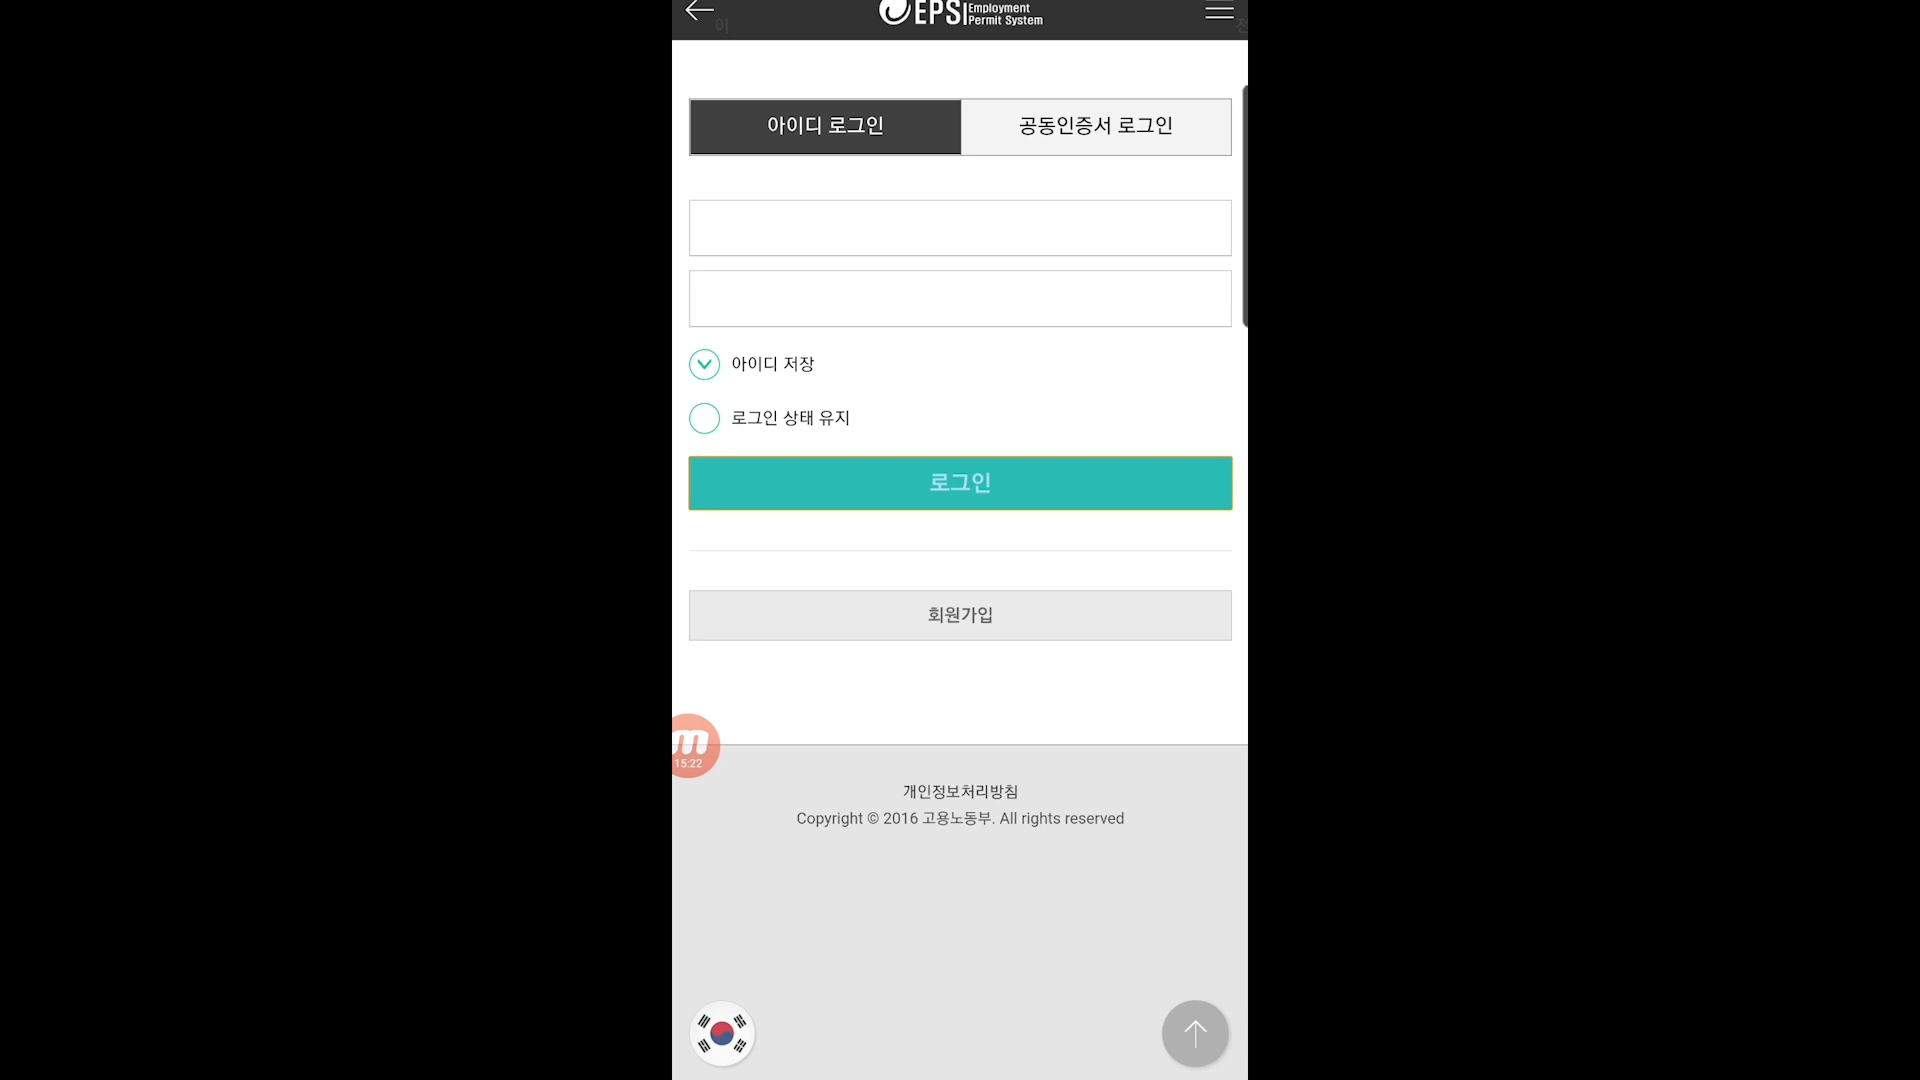 EPS Employment
Permit System
아이디 로그인
공동인증서 로그인
아이디 저장
로그인 상태 유지
로그인
회원가입
m
15:22
개인정보처리방침
Copyright © 2016 고용노동부. All rights reserved